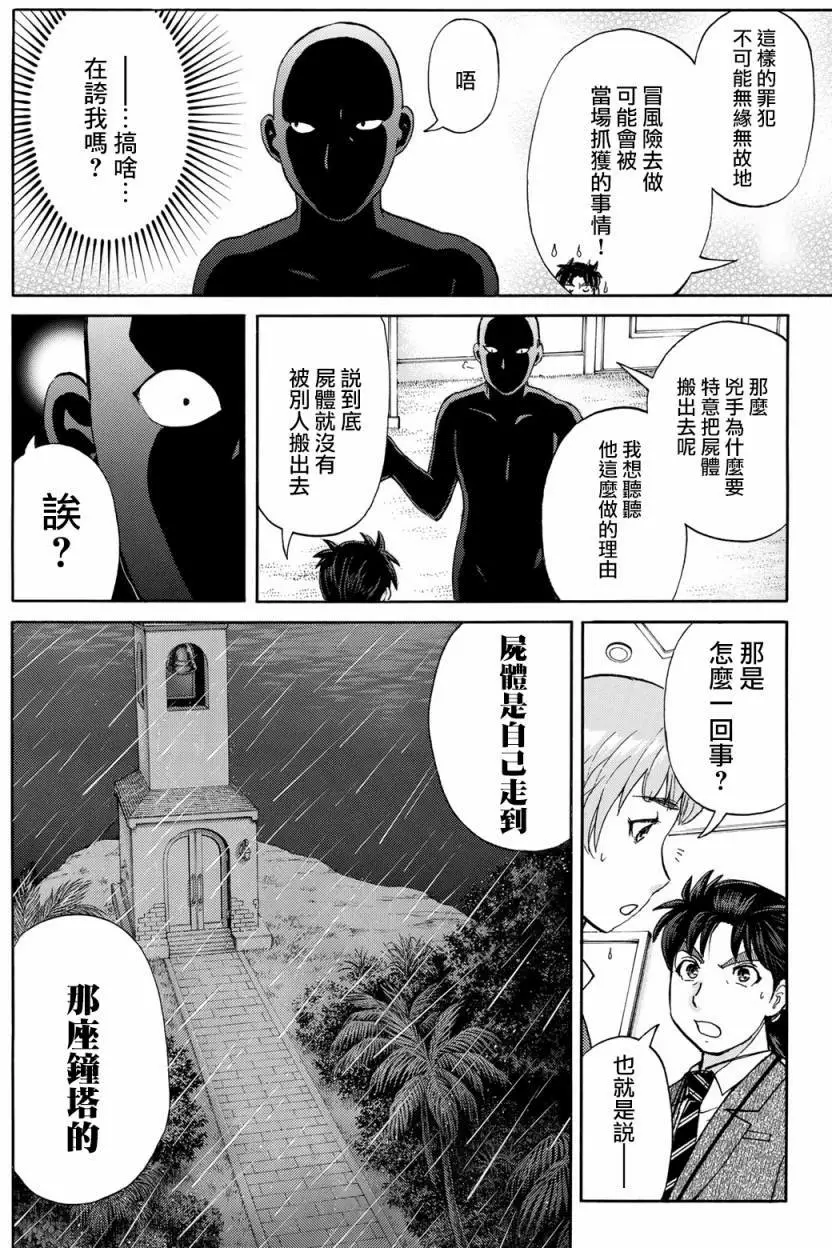 這樣的罪犯
不可能無緣無故地
冒風險去做
可能會被
當場抓獲的事情！
唔
——…搞啥…
在誇我嗎？
那麼
兇手為什麼要
特意把屍體
搬出去呢
我想聽聽
他這麼做的理由
說到底
屍體就沒有
被別人搬出去
誒？
那是
怎麼一回事？
也就是說——
屍體是自己走到
那座鐘塔的